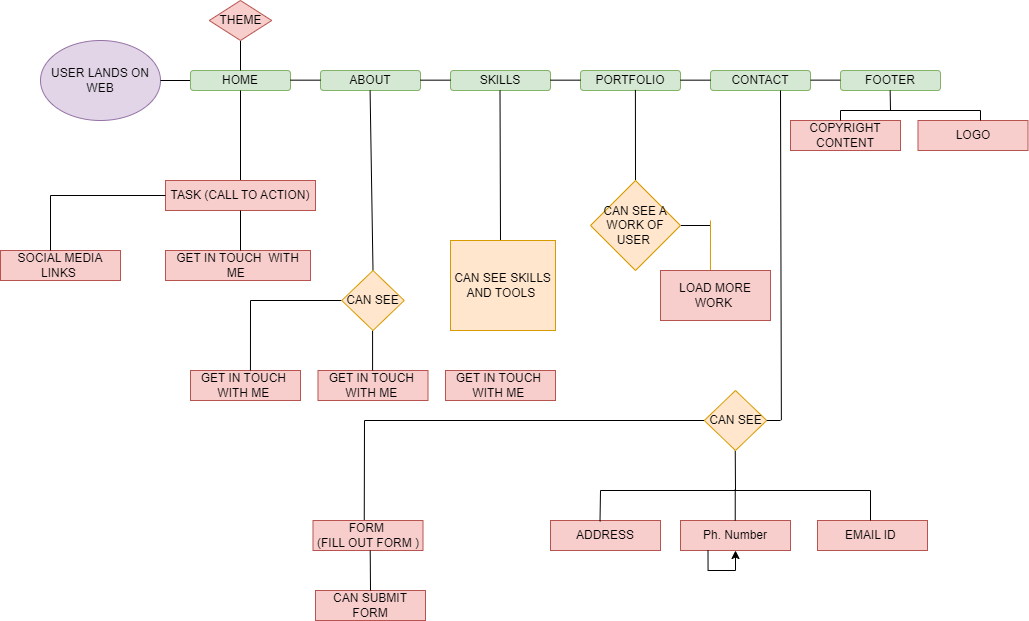 THEME
USER LANDS ON
WEB
HOME
ABOUT
SKILLS
PORTFOLIO
CONTACT
FOOTER
COPYRIGHT
CONTENT
LOGO
TASK (CALL TO ACTION)
SOCIAL MEDIA
LINKS
GET IN TOUCH WITH
ME
CAN SEE A
WORK OF
USER
CAN SEE SKILLS
AND TOOLS
LOAD MORE
WORK
CAN SEE
GET IN TOUCH
WITH ME
GET IN TOUCH
WITH ME
GET IN TOUCH
WITH ME
CAN SEE
FORM
(FILL OUT FORM )
ADDRESS
Ph. Number
EMAIL ID
CAN SUBMIT
FORM